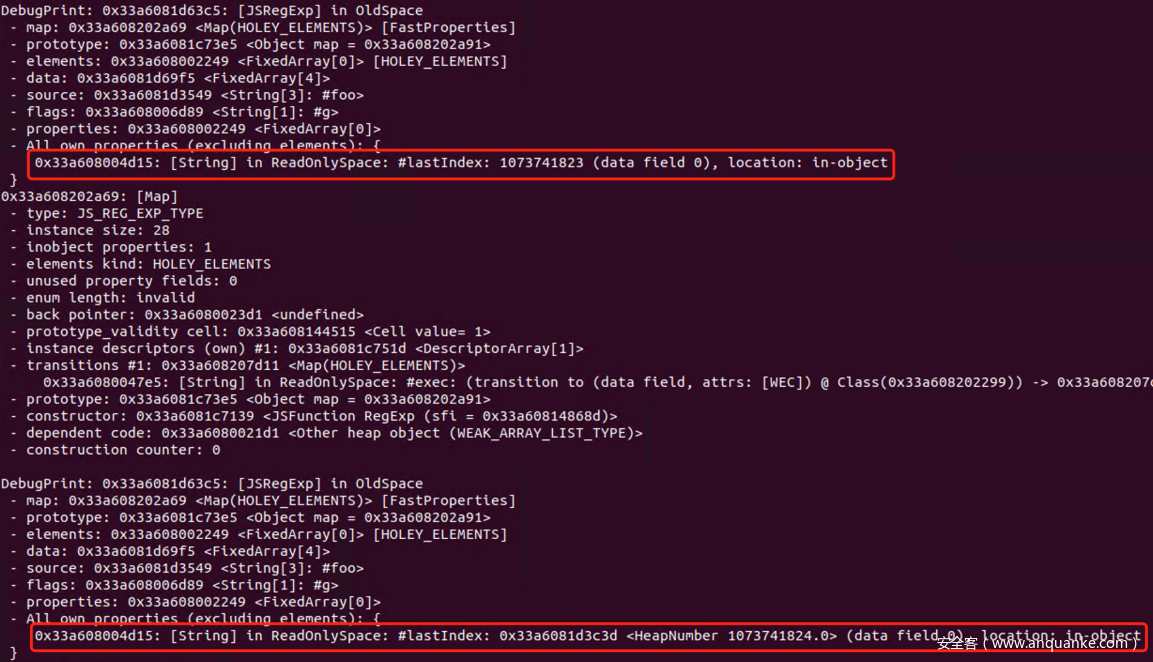 DebugPrint: 0x33a6081d63c5: [JSRegExp] in OldSpace
- map: 0x33a608202a69 <Map(HOLEY_ELEMENTS)> [FastProperties]
- prototype: 0x33a6081c73e5 <Object map = 0x33a608202a91>
- elements: 0x33a608002249 <FixedArray[0]> [HOLEY_ELEMENTS]
- data: 0x33a6081d69f5 <FixedArray[4]>
- source: 0x33a6081d3549 <String[3]: #foo>
- flags: 0x33a608006d89 <String[1]: #g>
- properties: 0x33a608002249 <FixedArray[0]>
- All own properties (excluding elements): {
0x33a608004d15: [String] in ReadOnlySpace: #lastIndex: 1073741823 (data field 0), location: in-object
}
0x33a608202a69: [Map]
- type: JS_REG_EXP_TYPE
- instance size: 28
- inobject properties: 1
- elements kind: HOLEY_ELEMENTS
- unused property fields: 0
- enum length: invalid
- back pointer: 0x33a6080023d1 <undefined>
- prototype_validity cell: 0x33a608144515 <Cell value= 1>
- instance descriptors (own) #1: 0x33a6081c751d <DescriptorArray[1]>
- transitions #1: 0x33a608207d11 <Map(HOLEY_ELEMENTS)>
0x33a6080047e5: [String] in ReadOnlySpace: #exec: (transition to (data field, attrs: [WEC]) @ Class(0x33a608202299)) -> 0x33a608207
- prototype: 0x33a6081c73e5 <Object map = 0x33a608202a91>
- constructor: 0x33a6081c7139 <JSFunction RegExp (sfi = 0x33a60814868d)>
- dependent code: 0x33a6080021d1 <Other heap object (WEAK_ARRAY_LIST_TYPE)>
- construction counter: 0
DebugPrint: 0x33a6081d63c5: [JSRegExp] in OldSpace
- map: 0x33a608202a69 <Map(HOLEY_ELEMENTS)> [FastProperties]
- prototype: 0x33a6081c73e5 <Object map = 0x33a608202a91>
- elements: 0x33a608002249 <FixedArray[0]> [HOLEY_ELEMENTS]
- data: 0x33a6081d69f5 <FixedArray[4]>
- source: 0x33a6081d3549 <String[3]: #foo>
- flags: 0x33a608006d89 <String[1]: #g>
- properties: 0x33a608002249 <FixedArray[0]>
- All own properties (excluding elements): {
0x33a608004d15: [String] in ReadOnlySpace: #lastIndex: 0x33a6081d3c3d <HeapNumber 1073741824.0> (data field 0), location: in-object
}
安全客 ( www.anquanke.com )